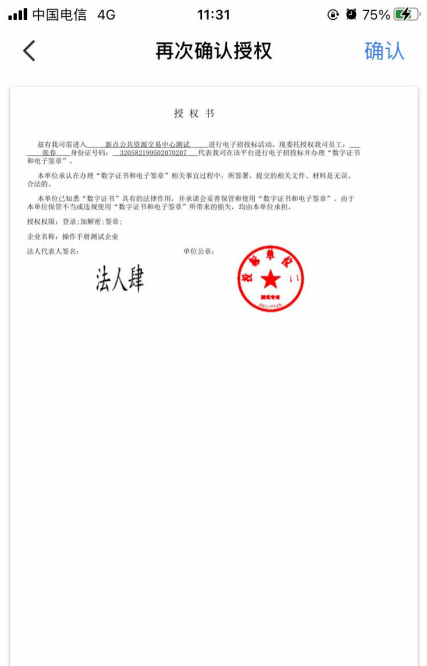 中国电信 4G 11:31 75%
再次确认授权 确认
授 权 书
兹有我司需进入 新点公共资源交易中心测试 进行电子招投标活动，现委托授权我司员工：
张春 身份证号码： 320582199502070207 代表我司在该平台进行电子招投标并办理“数字证书
和电子签章”。
本单位承认在办理“数字证书和电子签章”相关事宜过程中，所签署、提交的相关文件、材料是无误、
合法的。
本单位已知悉“数字证书”具有的法律作用，并承诺会妥善保管和使用“数字证书和电子签章”。由于
本单位保管不当或违规使用“数字证书和电子签章”所带来的损失，均由本单位承担。
授权权限：登录;加解密;签章;
企业名称：操作手册测试企业
法人代表人签名： 单位公章：
法人肆
测试专用